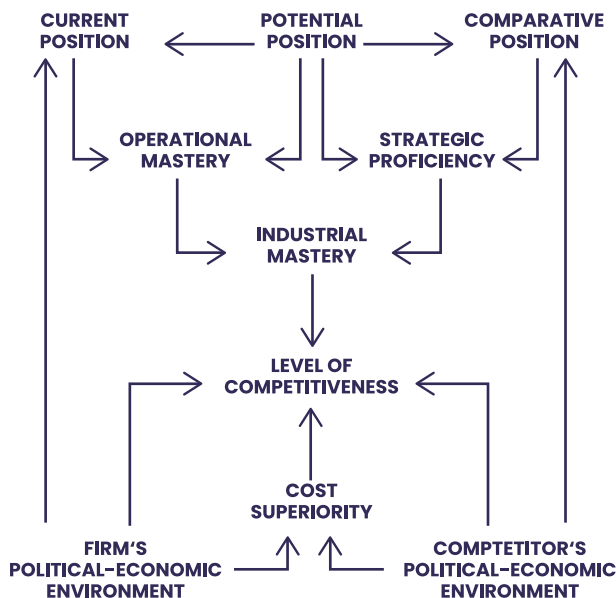 CURRENT
POSITION
POTENTIAL
POSITION
COMPARATIVE
POSITION
OPERATIONAL
MASTERY
STRATEGIC
PROFICIENCY
INDUSTRIAL
MASTERY
LEVEL OF
COMPETITIVENESS
COST
SUPERIORITY
FIRM‘S
POLITICAL-ECONOMIC
ENVIRONMENT
COMPTETITOR‘S
POLITICAL-ECONOMIC
ENVIRONMENT